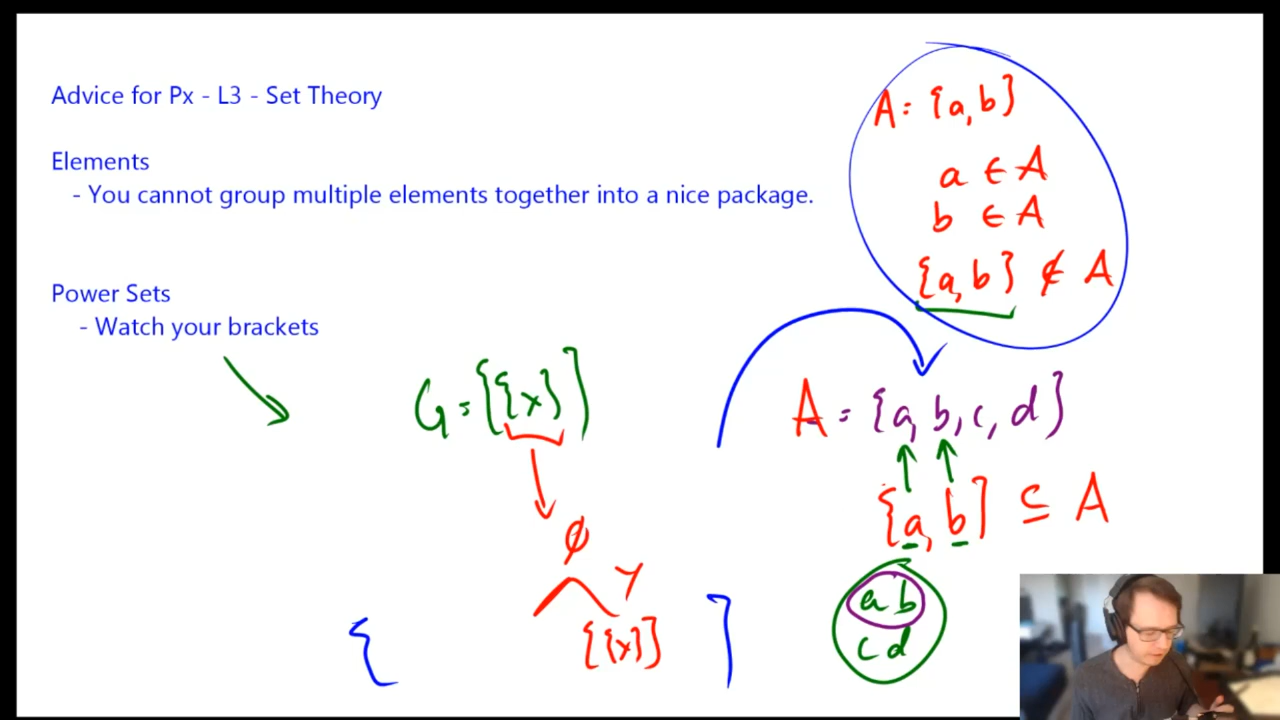 Advice for Px - L3 - Set Theory
Elements
- You cannot group multiple elements together into a nice package.
Power Sets
- Watch your brackets
A = {a, b}
a ∈ A
b ∈ A
{a, b} ∉ A
G = {{x}}
∅
Y
{ {{x}} }
A = {a, b, c, d}
{a, b} ⊆ A
a b
c d